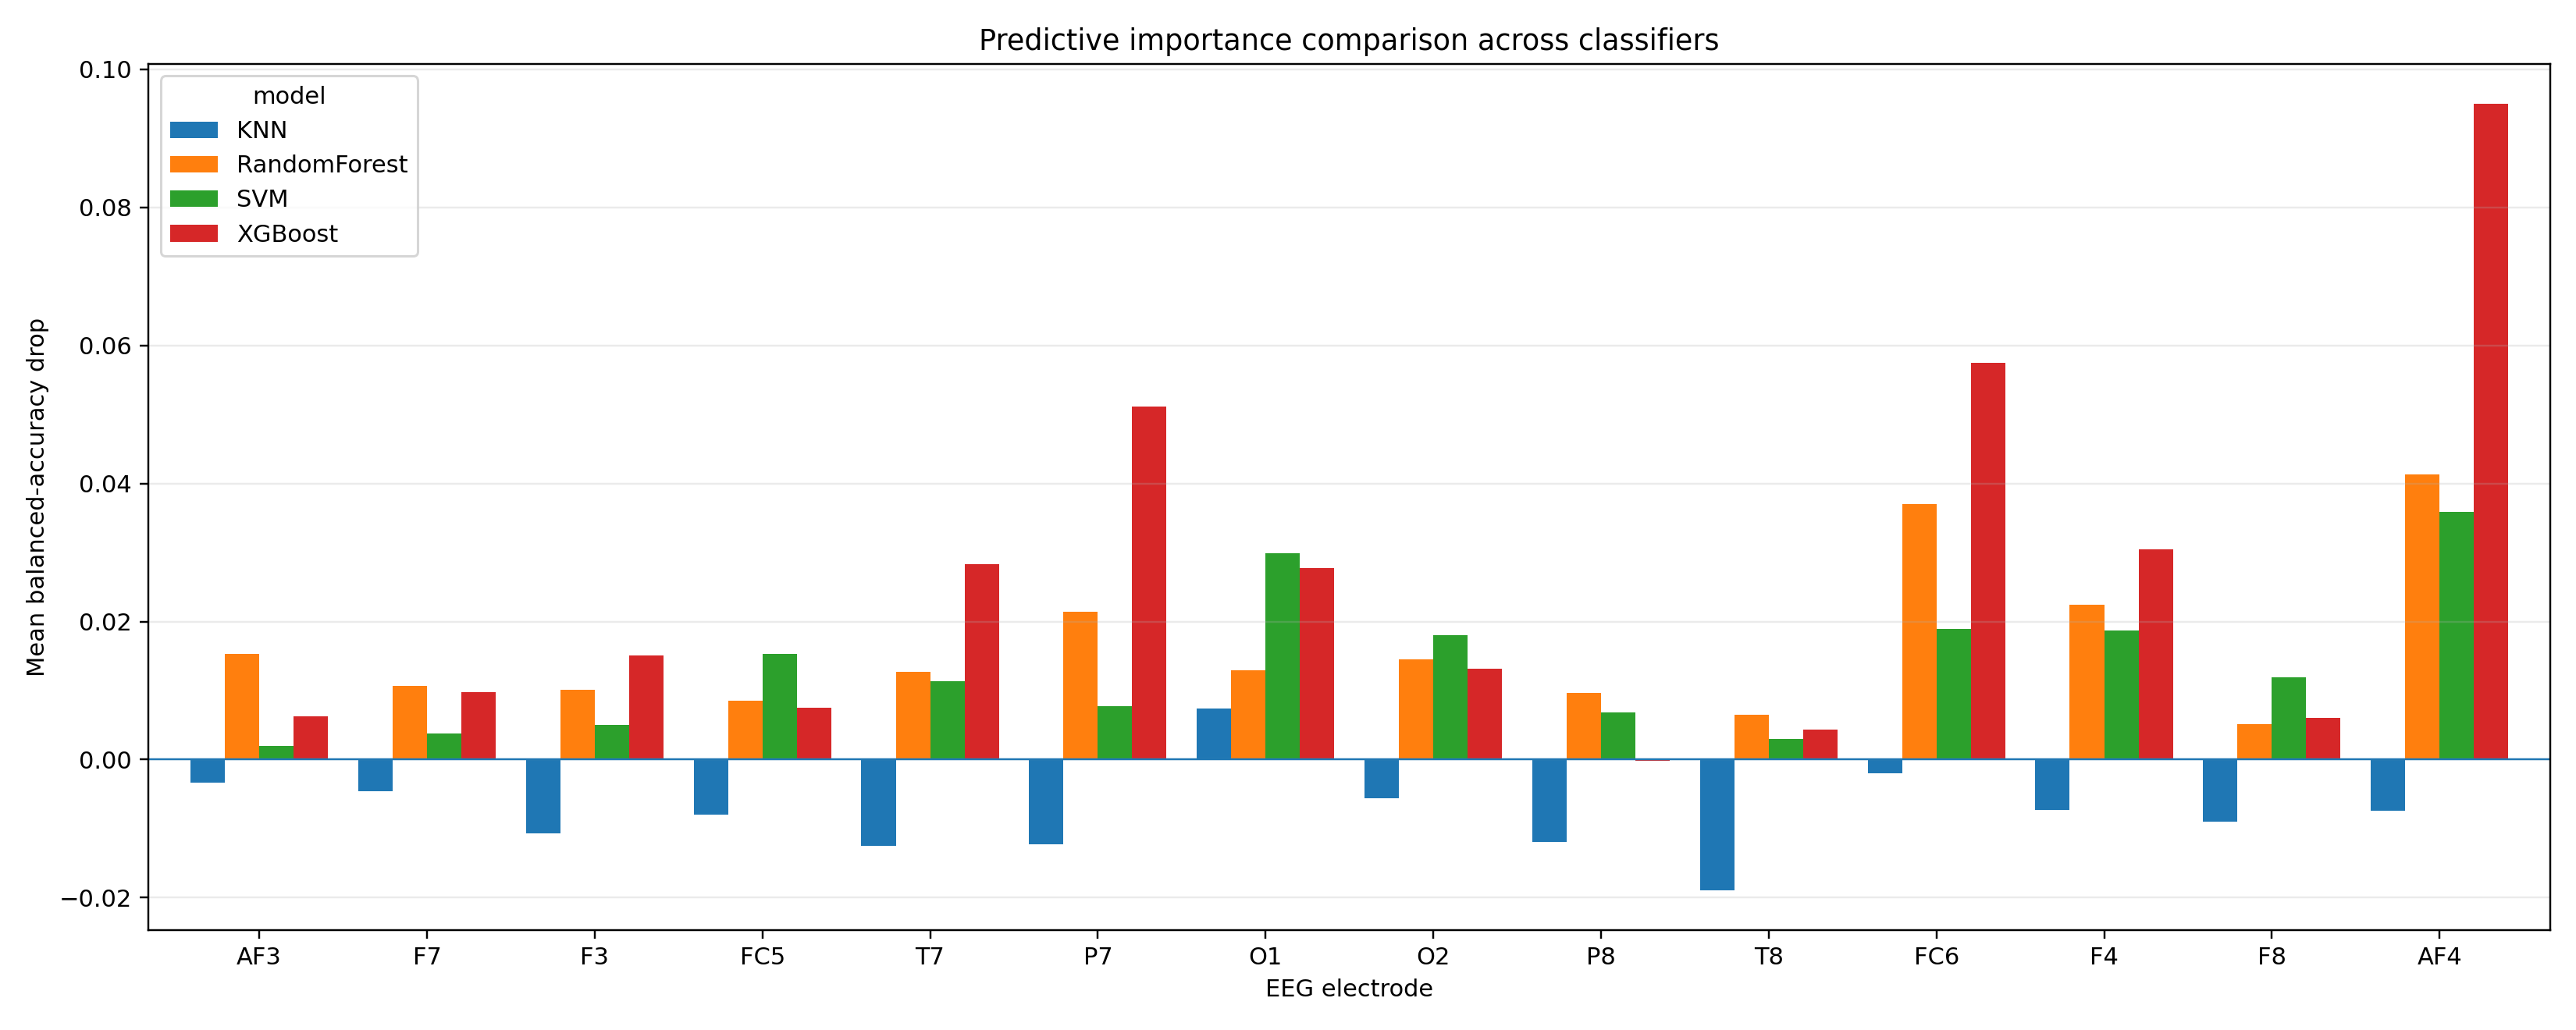 Predictive importance comparison across classifiers
model
KNN
RandomForest
SVM
XGBoost
Mean balanced-accuracy drop
0.10
0.08
0.06
0.04
0.02
0.00
−0.02
AF3 F7 F3 FC5 T7 P7 O1 O2 P8 T8 FC6 F4 F8 AF4
EEG electrode